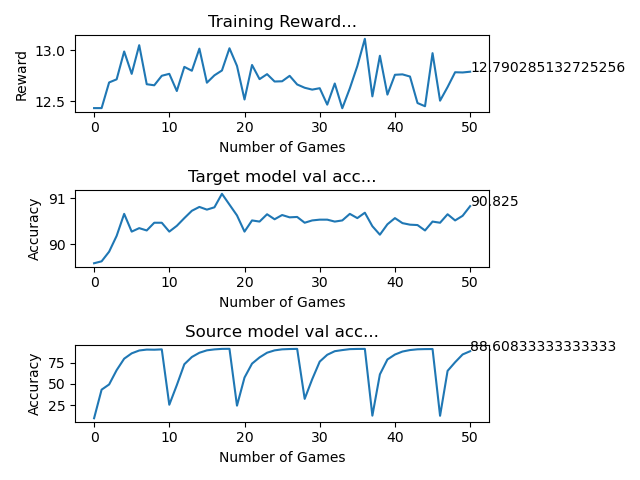 Training Reward...
Reward
13.0
12.5
12.790285132725256
0 10 20 30 40 50
Number of Games
Target model val acc...
Accuracy
91
90
90.825
0 10 20 30 40 50
Number of Games
Source model val acc...
Accuracy
75
50
25
88.60833333333333
0 10 20 30 40 50
Number of Games